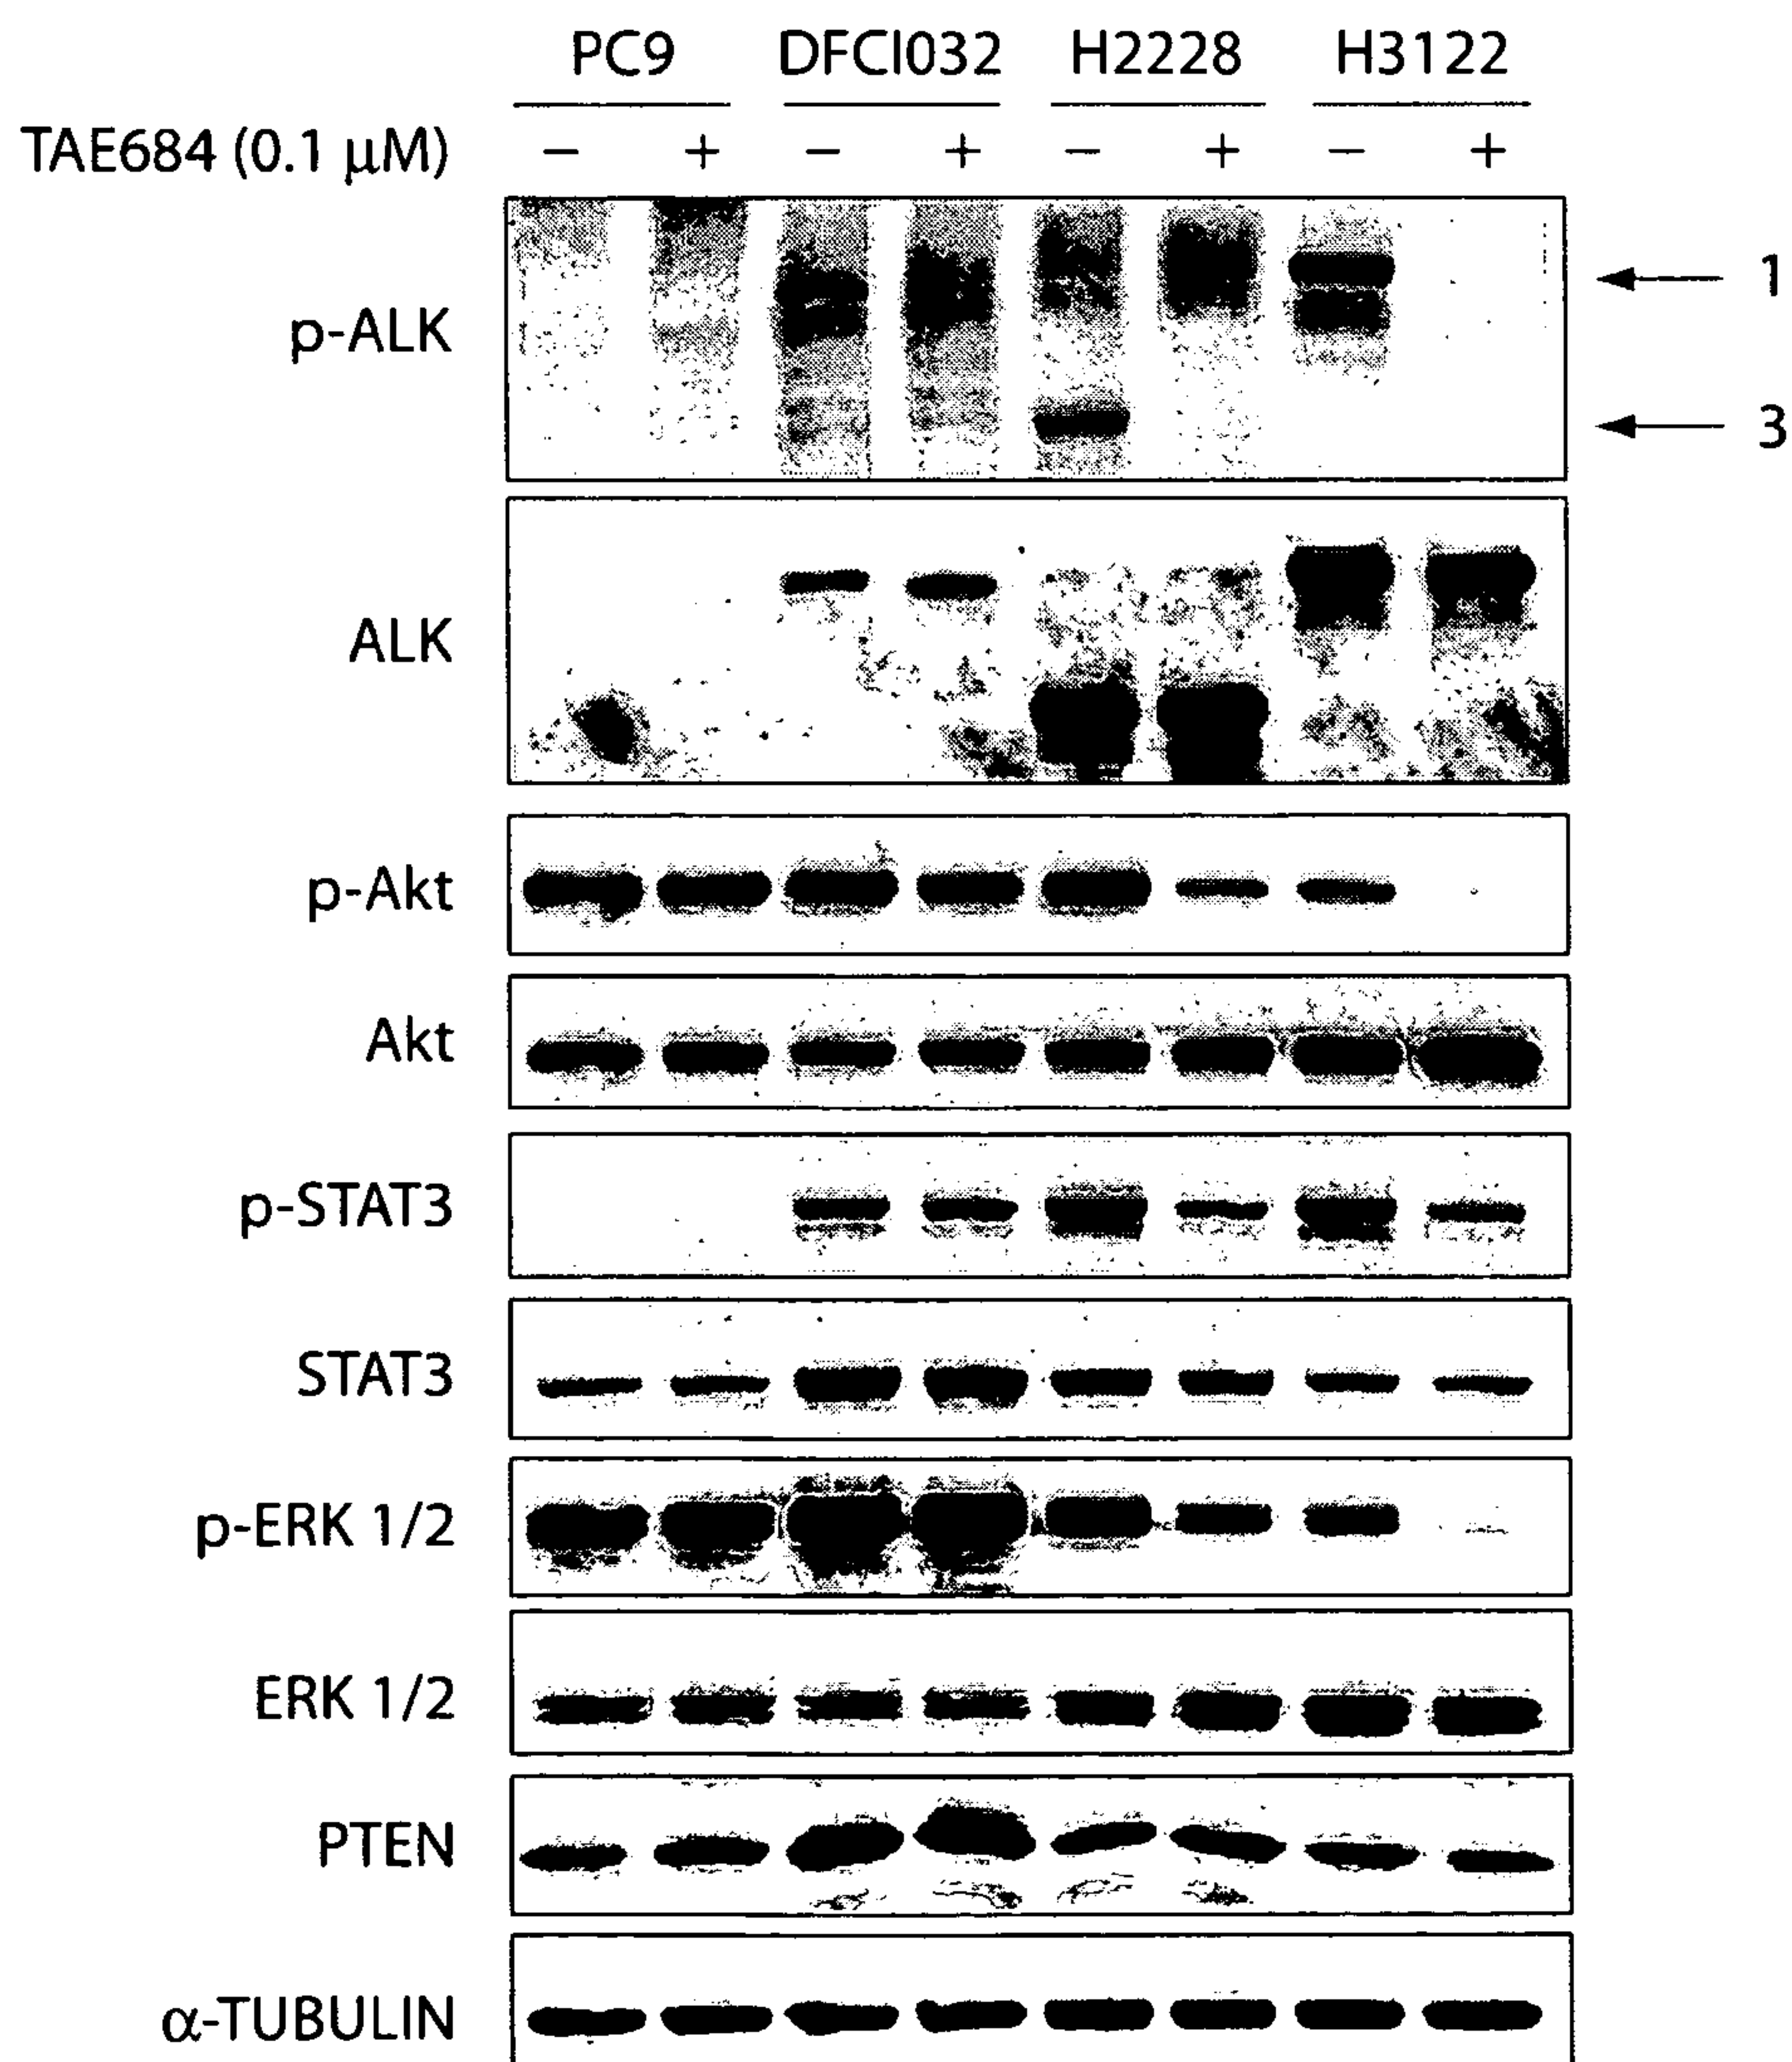 PC9 DFCI032 H2228 H3122
TAE684 (0.1 µM) − + − + − + − +
p-ALK
1
3
ALK
p-Akt
Akt
p-STAT3
STAT3
p-ERK 1/2
ERK 1/2
PTEN
α-TUBULIN